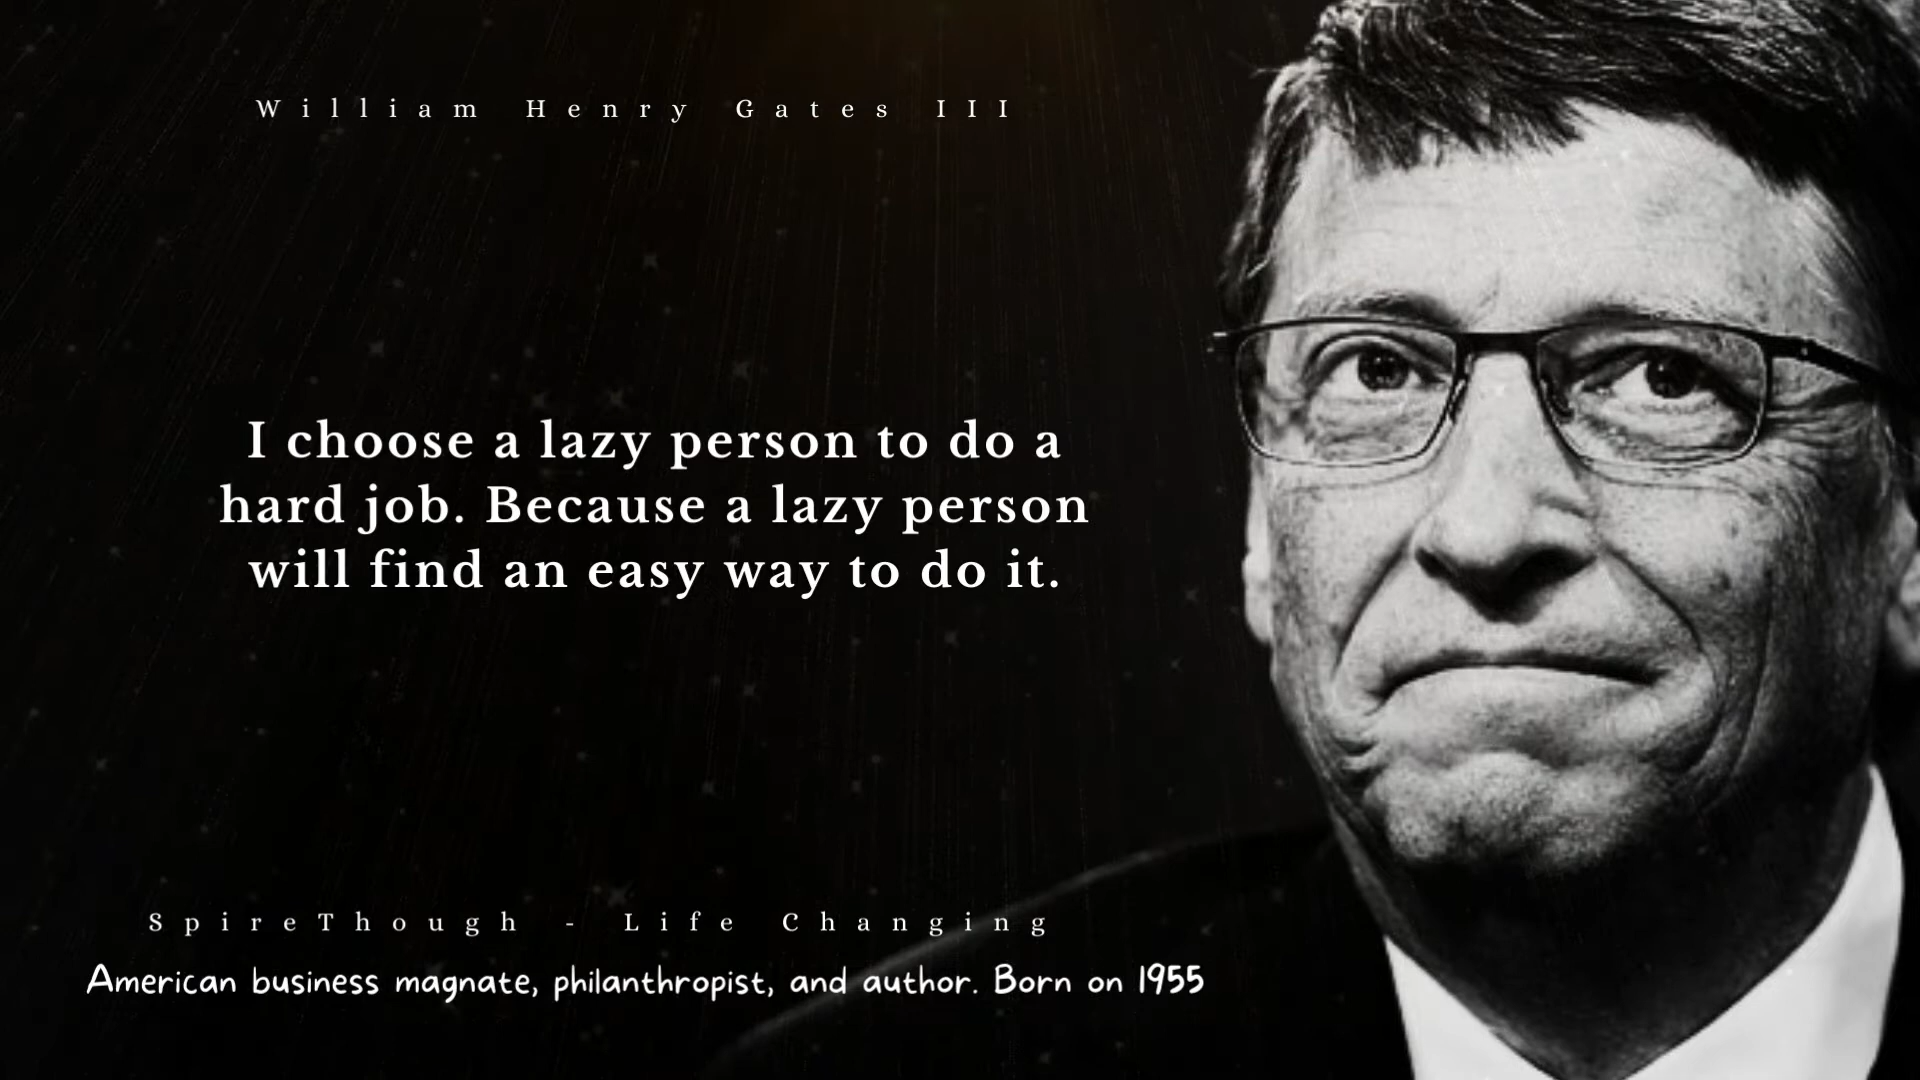 William Henry Gates III
I choose a lazy person to do a
hard job. Because a lazy person
will find an easy way to do it.
SpireThough - Life Changing
American business magnate, philanthropist, and author. Born on 1955